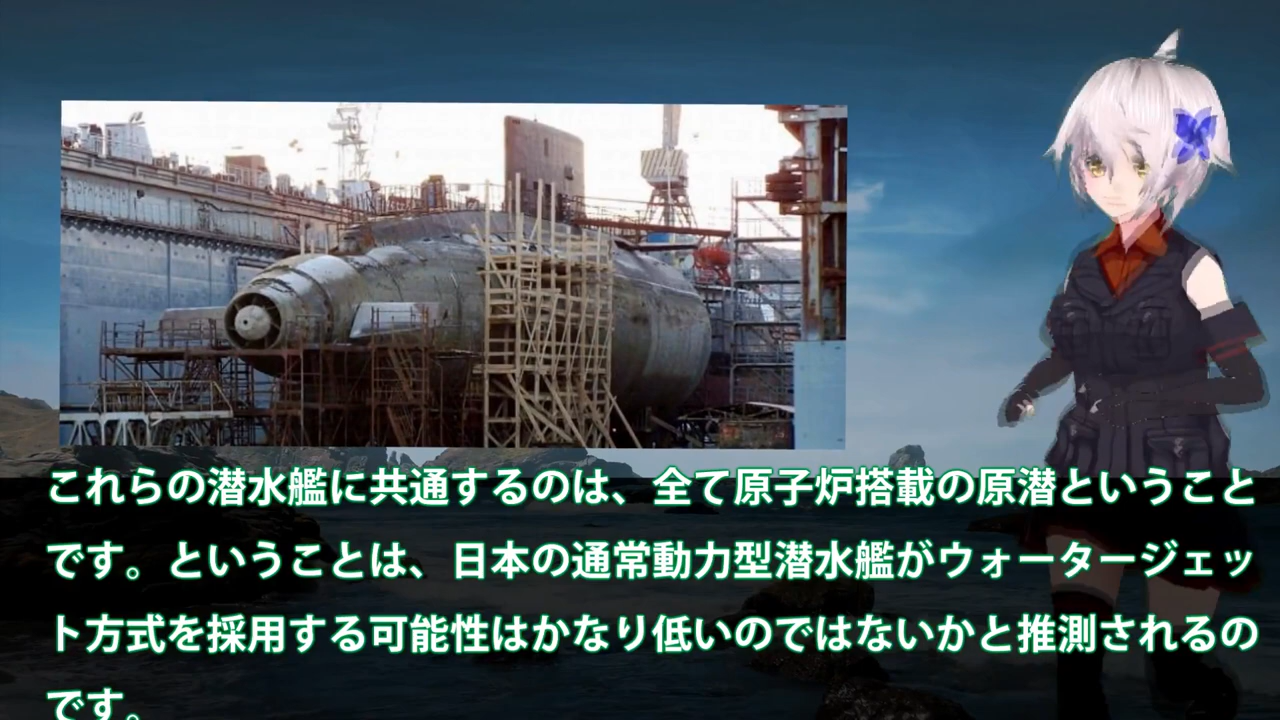 これらの潜水艦に共通するのは、全て原子炉搭載の原潜ということ
です。ということは、日本の通常動力型潜水艦がウォータージェッ
ト方式を採用する可能性はかなり低いのではないかと推測されるの
です。